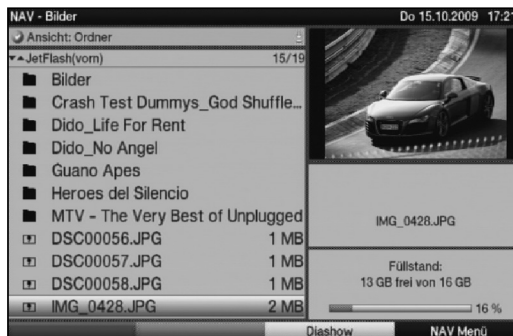 NAV - Bilder Do 15.10.2009 17:21
Ansicht: Ordner
JetFlash(vorn) 15/19
Bilder
Crash Test Dummys_God Shuffle...
Dido_Life For Rent
Dido_No Angel
Guano Apes
Heroes del Silencio
MTV - The Very Best of Unplugged
DSC00056.JPG 1 MB
DSC00057.JPG 1 MB
DSC00058.JPG 1 MB
IMG_0428.JPG 2 MB
IMG_0428.JPG
Füllstand:
13 GB frei von 16 GB
16 %
Diashow NAV Menü